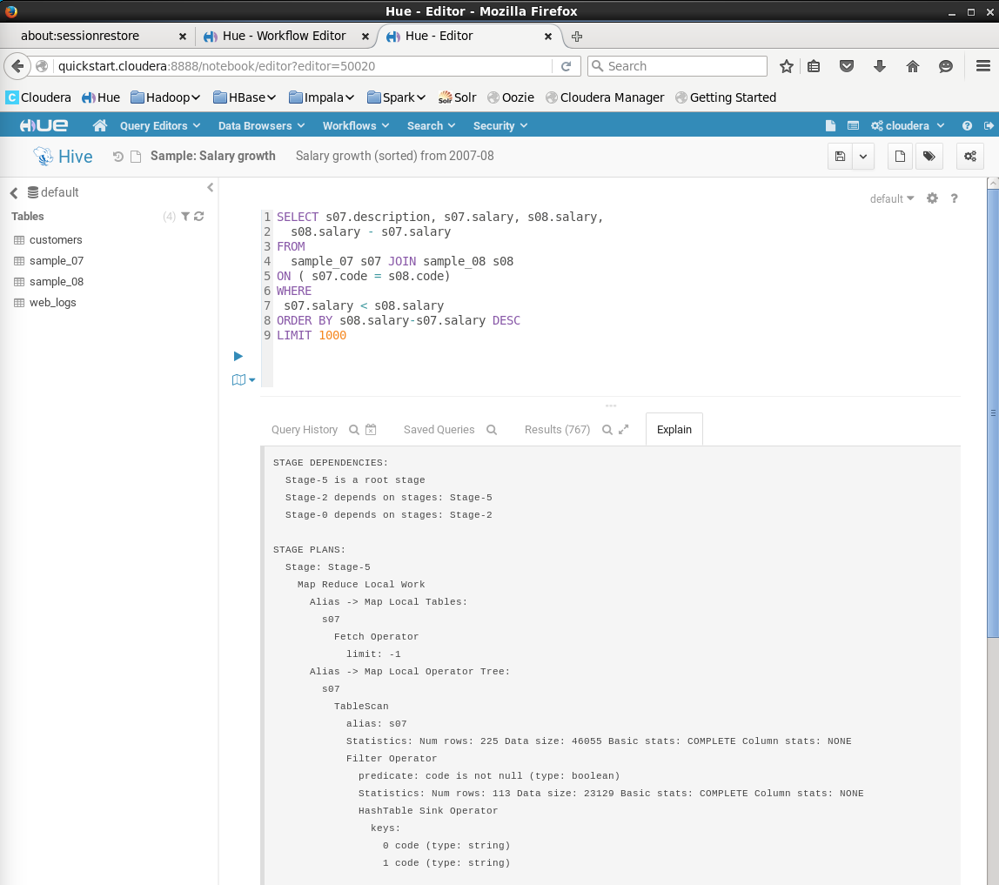 Hue - Editor - Mozilla Firefox
about:sessionrestore
Hue - Workflow Editor
Hue - Editor
quickstart.cloudera:8888/notebook/editor?editor=50020
Search
C Cloudera Hue Hadoop HBase Impala Spark Solr Solr Oozie Cloudera Manager Getting Started
HUE Query Editors Data Browsers Workflows Search Security cloudera ?
Hive Sample: Salary growth Salary growth (sorted) from 2007-08
default
Tables (4)
customers
sample_07
sample_08
web_logs
default ?
1 SELECT s07.description, s07.salary, s08.salary,
2   s08.salary - s07.salary
3 FROM
4   sample_07 s07 JOIN sample_08 s08
5 ON ( s07.code = s08.code)
6 WHERE
7  s07.salary < s08.salary
8 ORDER BY s08.salary-s07.salary DESC
9 LIMIT 1000
Query History Saved Queries Results (767) Explain
STAGE DEPENDENCIES:
  Stage-5 is a root stage
  Stage-2 depends on stages: Stage-5
  Stage-0 depends on stages: Stage-2
STAGE PLANS:
  Stage: Stage-5
    Map Reduce Local Work
      Alias -> Map Local Tables:
        s07
          Fetch Operator
            limit: -1
      Alias -> Map Local Operator Tree:
        s07
          TableScan
            alias: s07
            Statistics: Num rows: 225 Data size: 46055 Basic stats: COMPLETE Column stats: NONE
            Filter Operator
              predicate: code is not null (type: boolean)
              Statistics: Num rows: 113 Data size: 23129 Basic stats: COMPLETE Column stats: NONE
              HashTable Sink Operator
                keys:
                  0 code (type: string)
                  1 code (type: string)